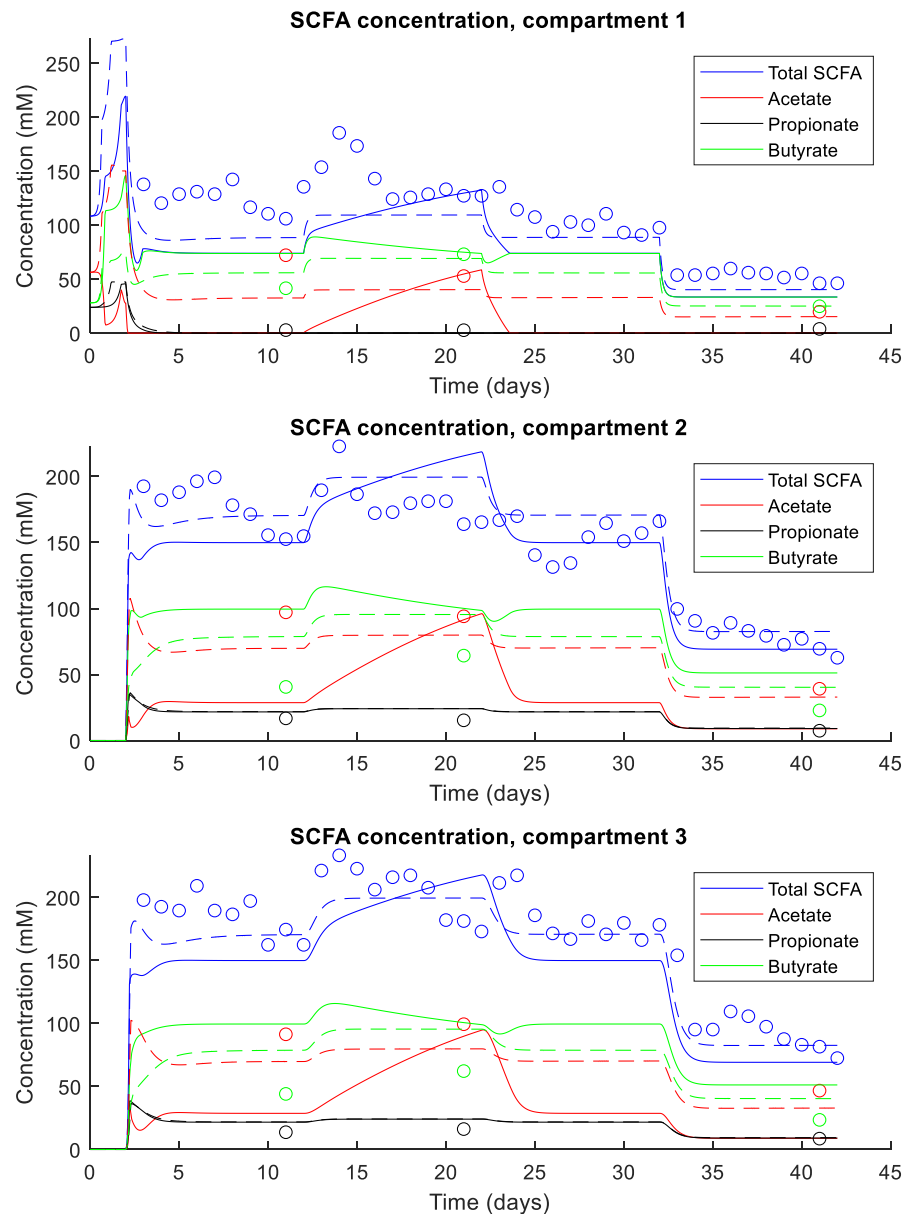 SCFA concentration, compartment 1
Concentration (mM)
250
200
150
100
50
0
0 5 10 15 20 25 30 35 40 45
Time (days)
Total SCFA
Acetate
Propionate
Butyrate
SCFA concentration, compartment 2
Concentration (mM)
200
150
100
50
0
0 5 10 15 20 25 30 35 40 45
Time (days)
Total SCFA
Acetate
Propionate
Butyrate
SCFA concentration, compartment 3
Concentration (mM)
200
150
100
50
0
0 5 10 15 20 25 30 35 40 45
Time (days)
Total SCFA
Acetate
Propionate
Butyrate